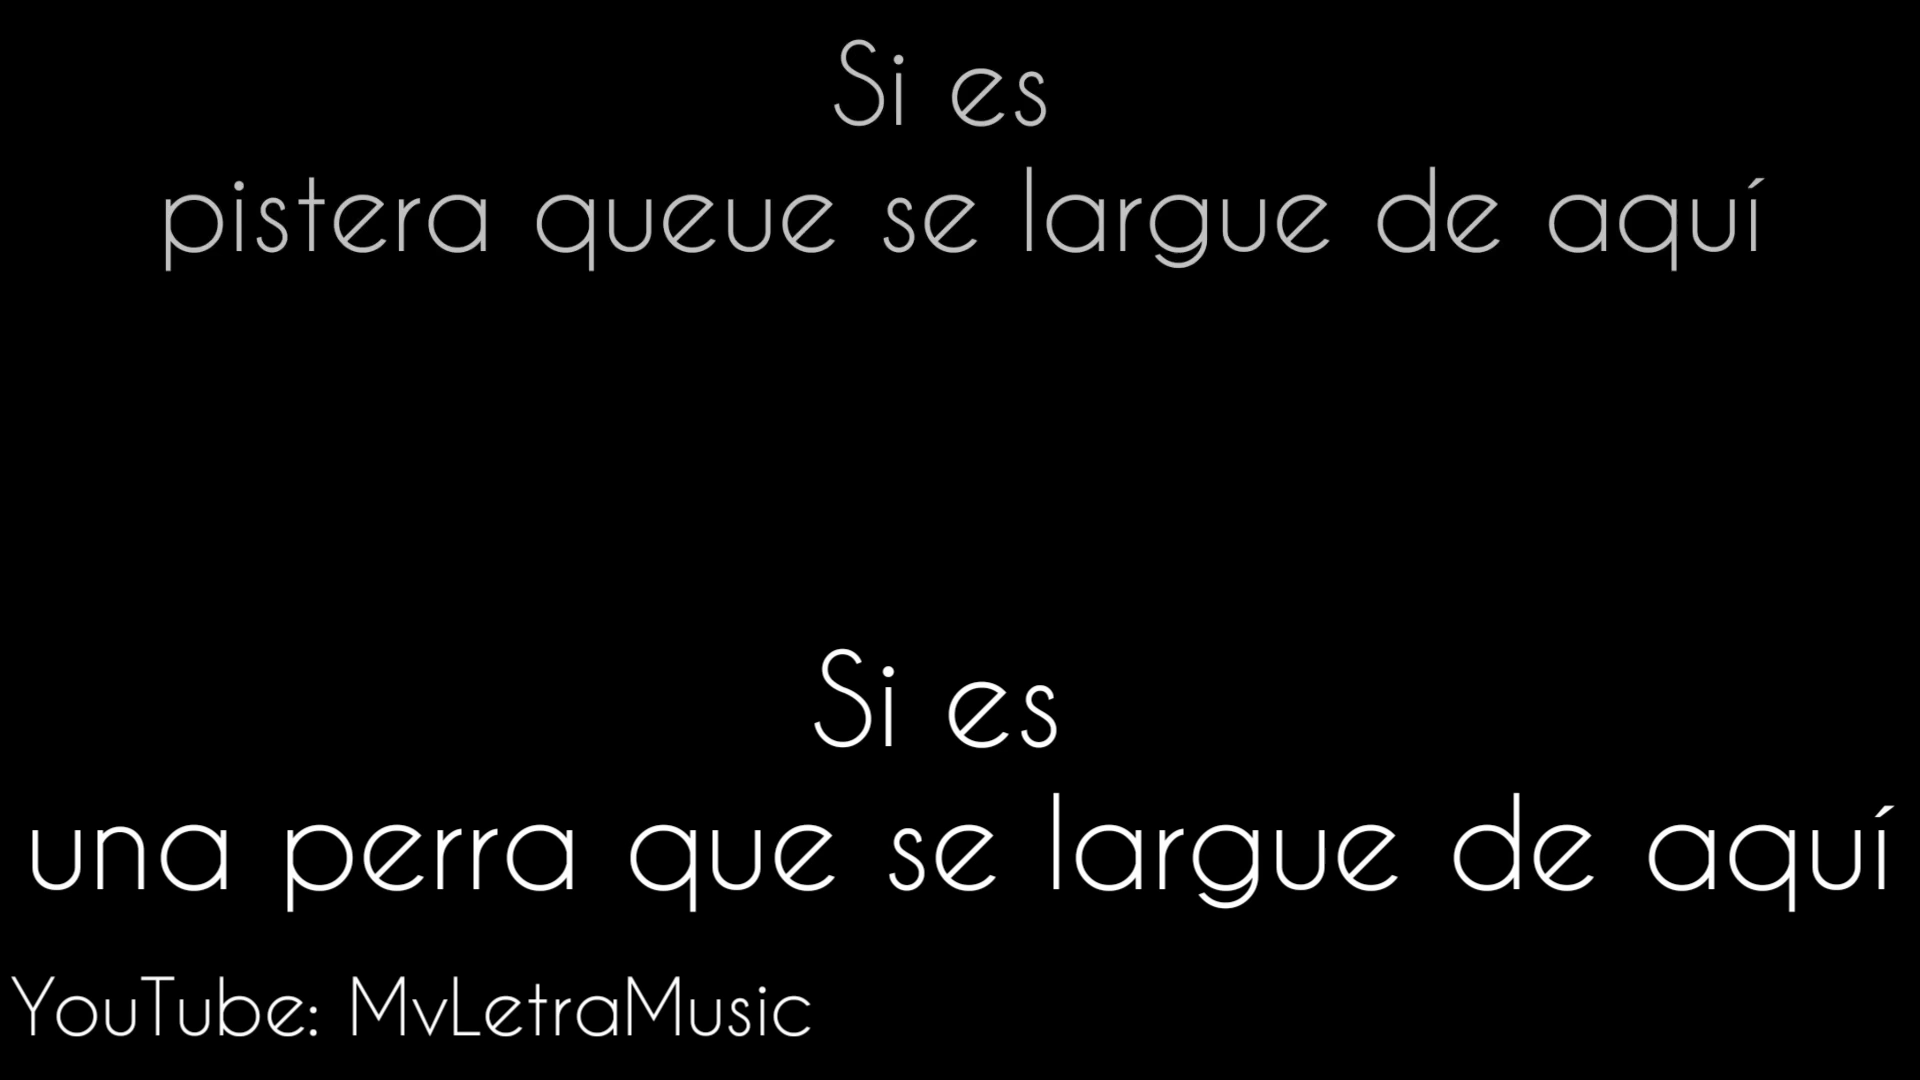 Si es
pistera queue se largue de aquí
Si es
una perra que se largue de aquí
YouTube: MvLetraMusic